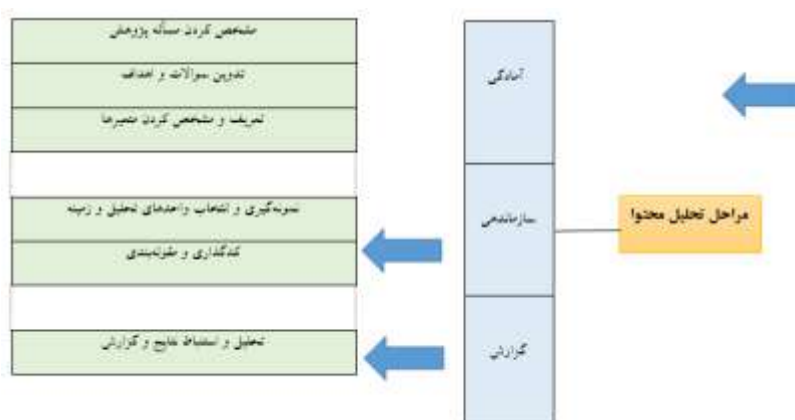 مراحل تحلیل محتوا
آمادگی
مشخص کردن مسأله پژوهش
تدوین سوالات و اهداف
تعریف و مشخص کردن متغیرها
سازماندهی
نمونه‌گیری و انتخاب واحدهای تحلیل و زمینه
کدگذاری و مقوله‌بندی
گزارش
تحلیل و استنباط نتایج و گزارش